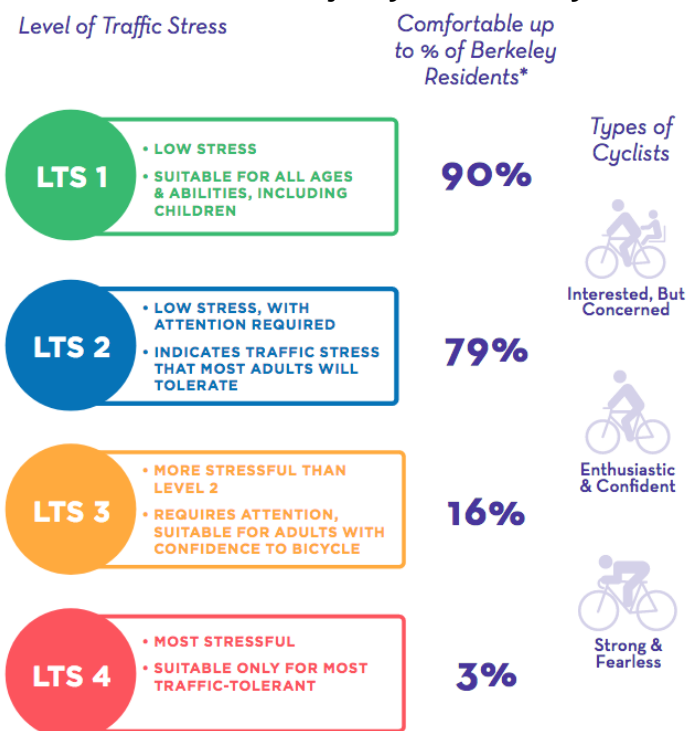 Level of Traffic Stress
Comfortable up
to % of Berkeley
Residents*
Types of
Cyclists
LTS 1
• LOW STRESS
• SUITABLE FOR ALL AGES
& ABILITIES, INCLUDING
CHILDREN
90%
Interested, But
Concerned
LTS 2
• LOW STRESS, WITH
ATTENTION REQUIRED
• INDICATES TRAFFIC STRESS
THAT MOST ADULTS WILL
TOLERATE
79%
Enthusiastic
& Confident
LTS 3
• MORE STRESSFUL THAN
LEVEL 2
• REQUIRES ATTENTION,
SUITABLE FOR ADULTS WITH
CONFIDENCE TO BICYCLE
16%
Strong &
Fearless
LTS 4
• MOST STRESSFUL
• SUITABLE ONLY FOR MOST
TRAFFIC-TOLERANT
3%